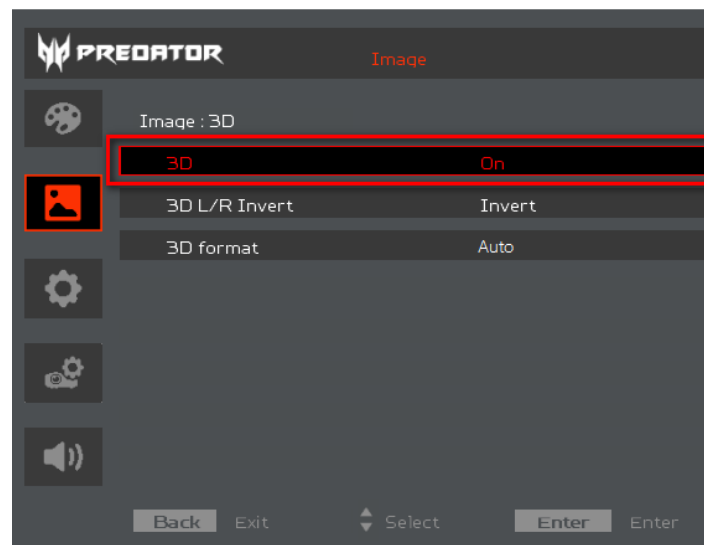 PREDATOR
Image
Image : 3D
3D On
3D L/R Invert Invert
3D format Auto
Back Exit Select Enter Enter